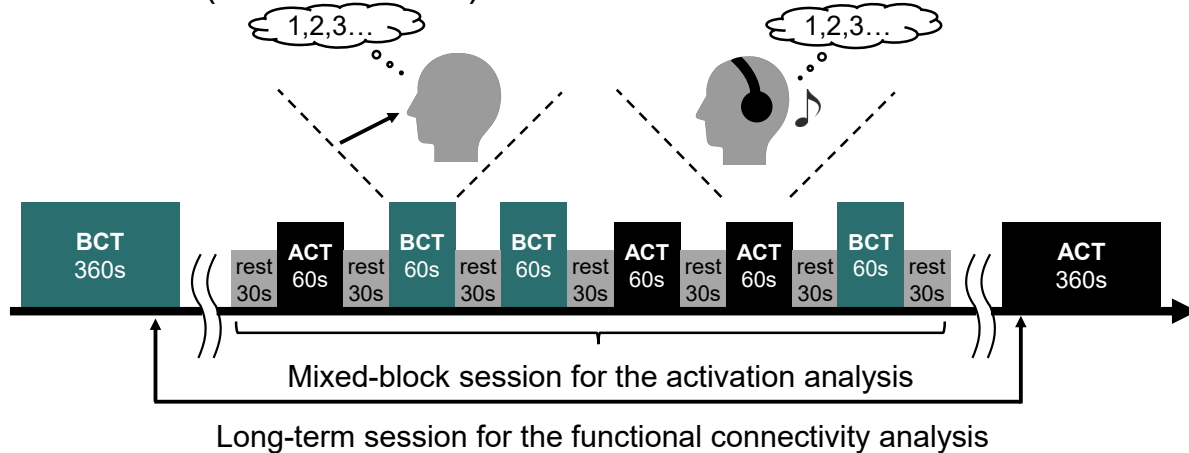 1,2,3…
1,2,3…
BCT
360s
rest
30s
ACT
60s
rest
30s
BCT
60s
rest
30s
BCT
60s
rest
30s
ACT
60s
rest
30s
ACT
60s
rest
30s
BCT
60s
rest
30s
ACT
360s
Mixed-block session for the activation analysis
Long-term session for the functional connectivity analysis